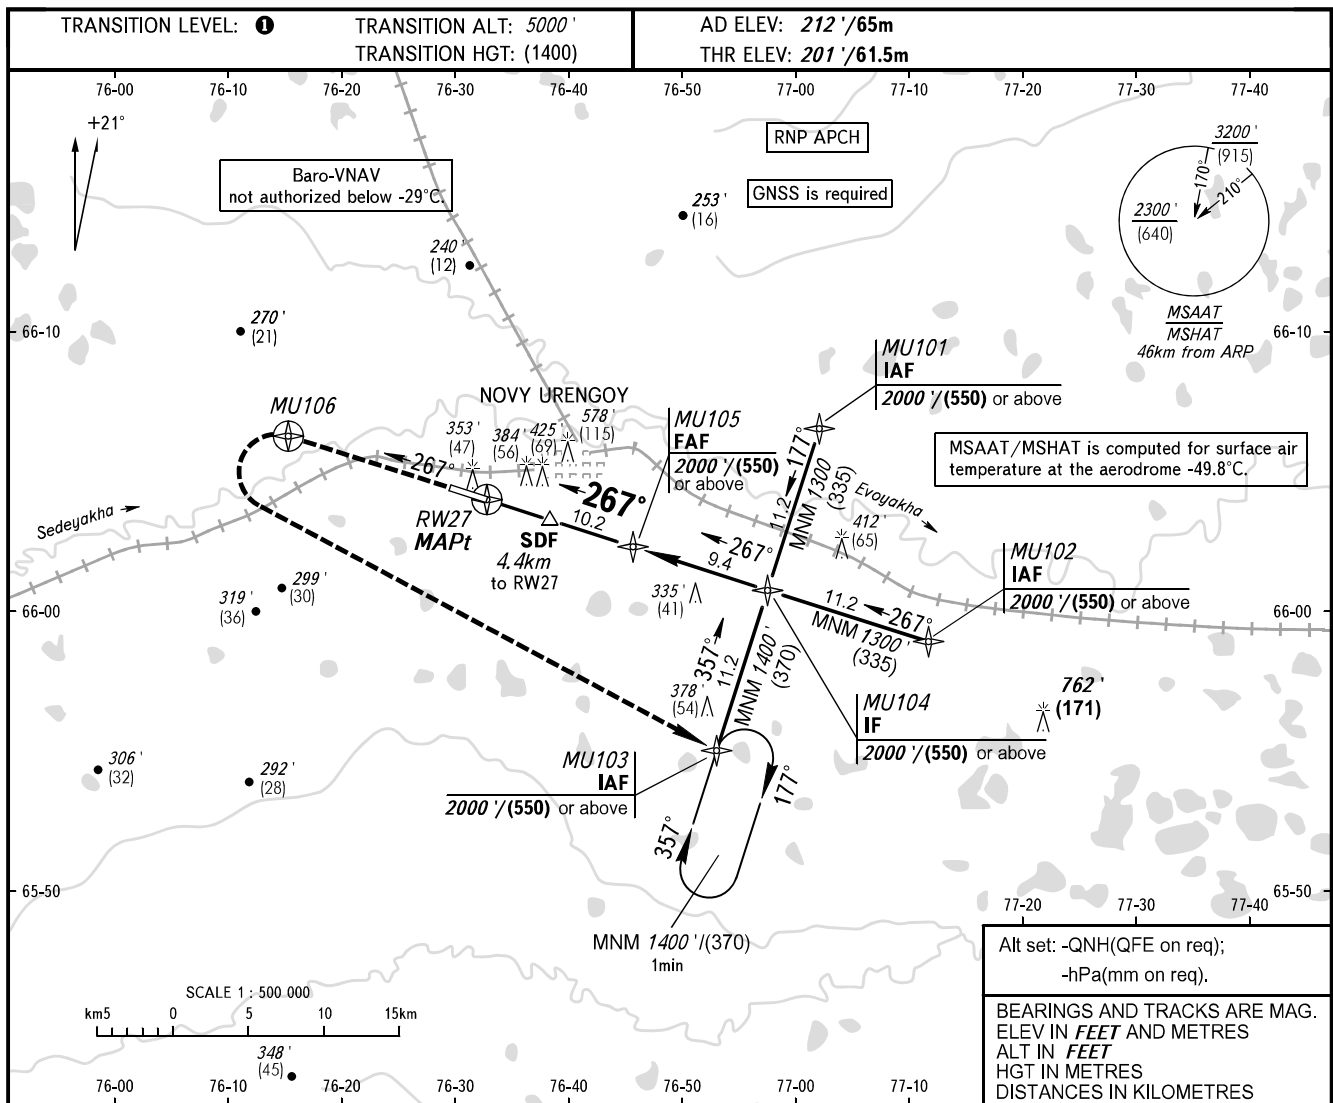 TRANSITION LEVEL: ❶
TRANSITION ALT: 5000 '
TRANSITION HGT: (1400)
AD ELEV: 212 '/65m
THR ELEV: 201 '/61.5m
76-00 76-10 76-20 76-30 76-40 76-50 77-00 77-10 77-20 77-30 77-40
+21°
Baro-VNAV
not authorized below -29°C.
RNP APCH
GNSS is required
3200 '
(915)
170°
210°
2300 '
(640)
MSAAT
MSHAT
46km from ARP
253 '
(16)
240 '
(12)
270 '
(21)
66-10
66-10
MU101
IAF
2000 '/(550) or above
NOVY URENGOY
MU106
MU105
FAF
2000 '/(550)
or above
353 '
(47)
384 '
(56)
425 '
(69)
578 '
(115)
MSAAT/MSHAT is computed for surface air
temperature at the aerodrome -49.8°C.
177°
11.2
MNM 1300 '
(335)
Evoyakha
412 '
(65)
Sedeyakha
267°
267°
10.2
RW27
MAPt
SDF
4.4km
to RW27
267°
9.4
MU102
IAF
2000 '/(550) or above
11.2
267°
MNM 1300 '
(335)
299 '
(30)
319 '
(36)
335 '
(41)
66-00
66-00
357°
11.2
MNM 1400 '
(370)
378 '
(54)
MU104
IF
2000 '/(550) or above
762 '
(171)
306 '
(32)
292 '
(28)
MU103
IAF
2000 '/(550) or above
177°
357°
65-50
65-50
77-20 77-30 77-40
MNM 1400 '/(370)
1min
Alt set: -QNH(QFE on req);
-hPa(mm on req).
SCALE 1 : 500 000
km5 0 5 10 15km
348 '
(45)
BEARINGS AND TRACKS ARE MAG.
ELEV IN FEET AND METRES
ALT IN FEET
HGT IN METRES
DISTANCES IN KILOMETRES
76-00 76-10 76-20 76-30 76-40 76-50 77-00 77-10